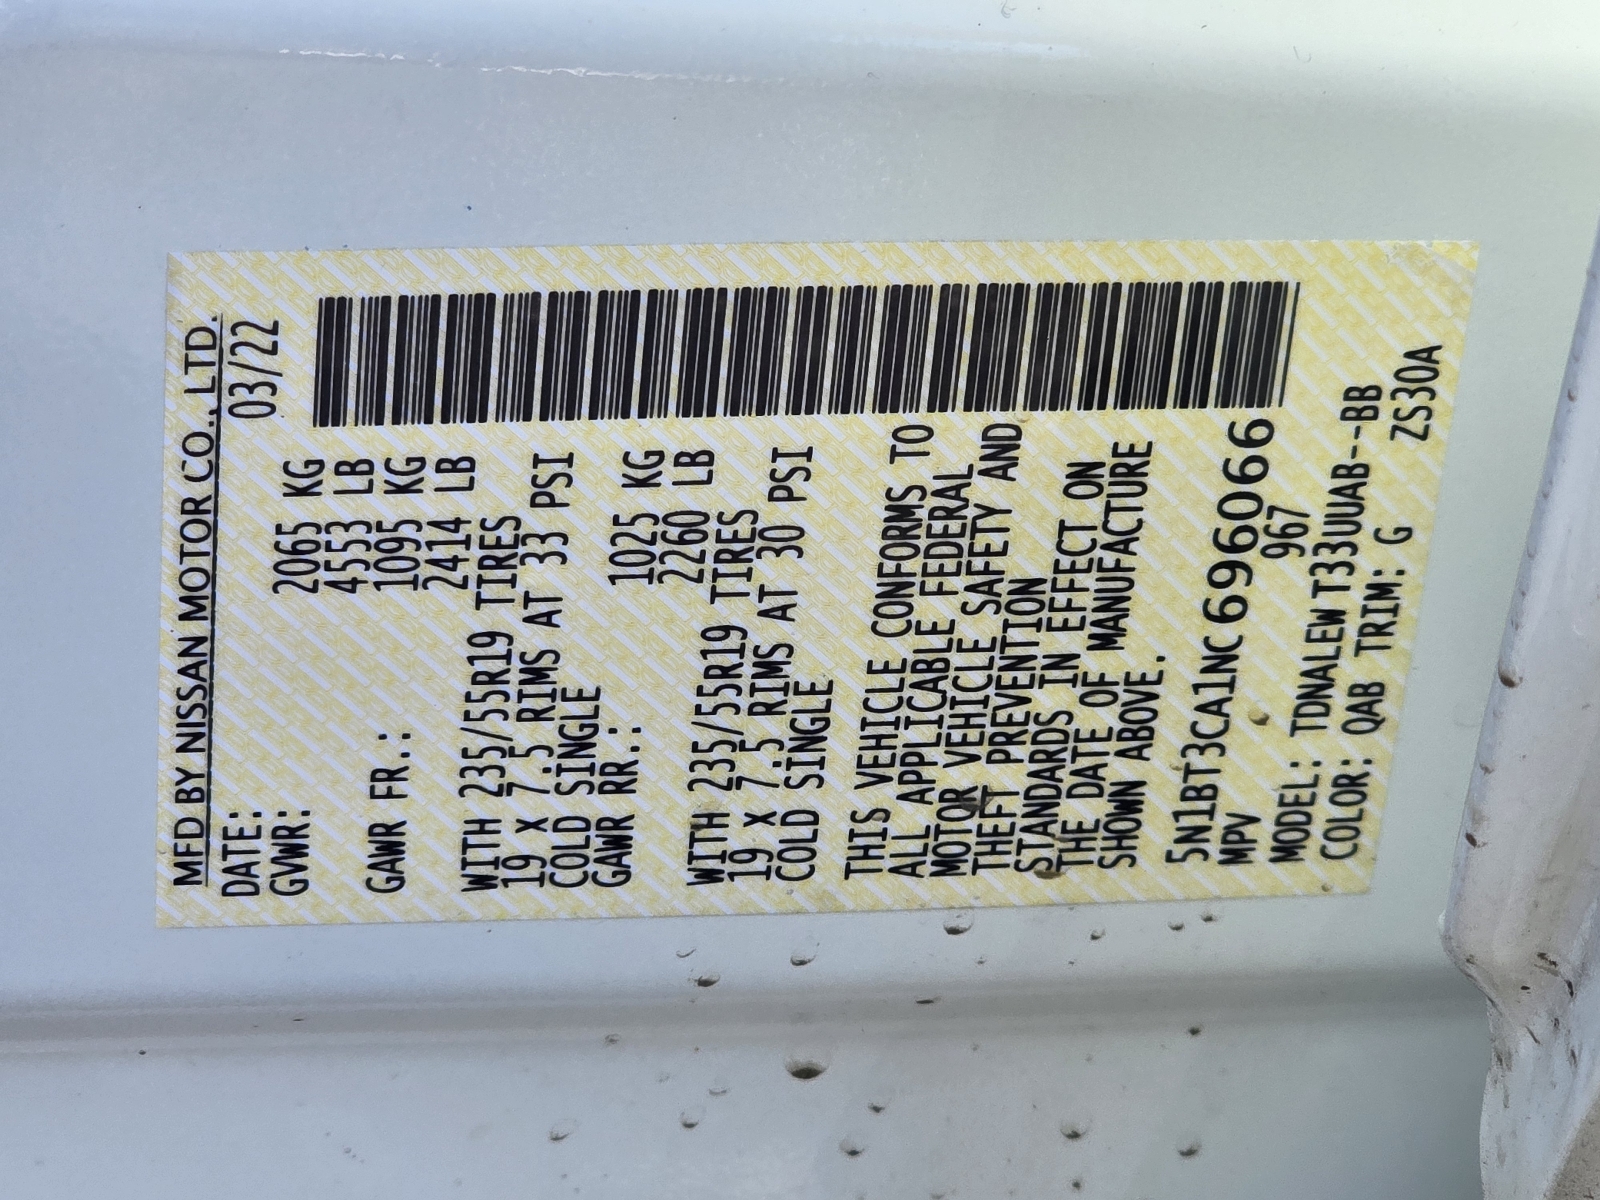 MFD BY NISSAN MOTOR CO., LTD.
DATE: 03/22
GVWR: 2065 KG
4553 LB
GAWR FR.: 1095 KG
2414 LB
WITH 235/55R19 TIRES
19 X 7.5 RIMS AT 33 PSI
COLD SINGLE
GAWR RR.: 1025 KG
2260 LB
WITH 235/55R19 TIRES
19 X 7.5 RIMS AT 30 PSI
COLD SINGLE
THIS VEHICLE CONFORMS TO
ALL APPLICABLE FEDERAL
MOTOR VEHICLE SAFETY AND
THEFT PREVENTION
STANDARDS IN EFFECT ON
THE DATE OF MANUFACTURE
SHOWN ABOVE.
5N1BT3CA1NC696066
MPV 967
MODEL: TDNALEW T33UUAB--BB
COLOR: QAB TRIM: G ZS30A